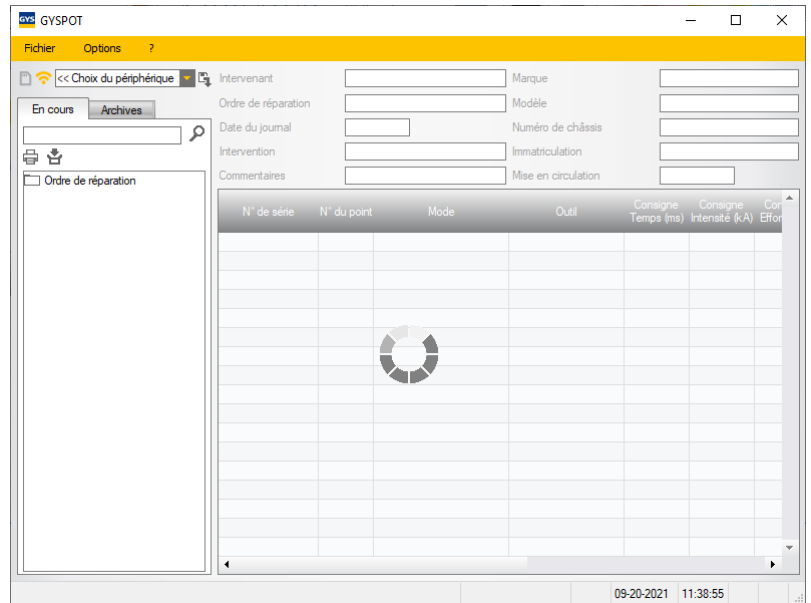 GYS GYSPOT
Fichier Options ?
<< Choix du périphérique
En cours Archives
Ordre de réparation
Intervenant
Ordre de réparation
Date du journal
Intervention
Commentaires
Marque
Modèle
Numéro de châssis
Immatriculation
Mise en circulation
N° de série N° du point Mode Outil Consigne Temps (ms) Consigne Intensité (kA) Con Effor
09-20-2021 11:38:55